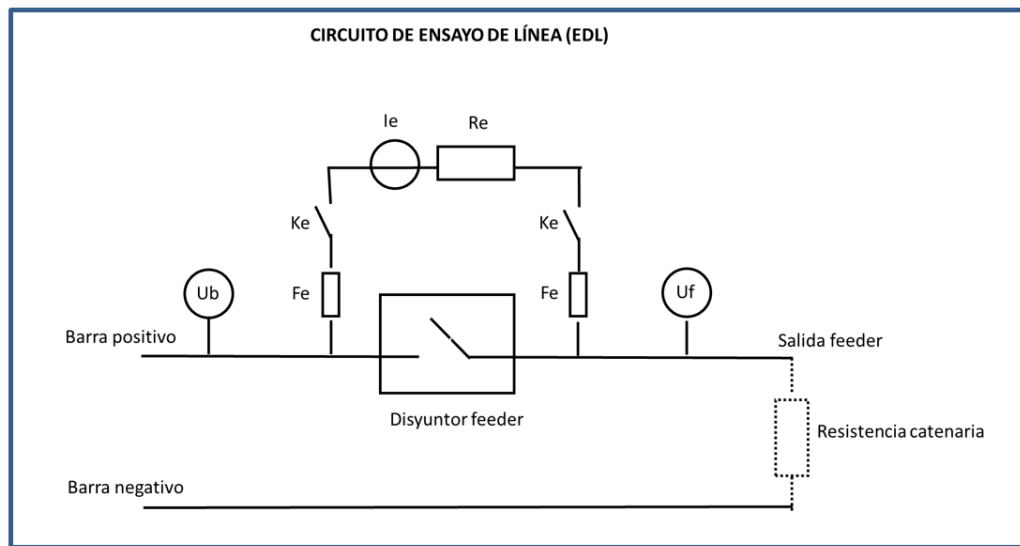 CIRCUITO DE ENSAYO DE LÍNEA (EDL)
Ie
Re
Ke
Ke
Ub
Fe
Fe
Uf
Barra positivo
Salida feeder
Disyuntor feeder
Resistencia catenaria
Barra negativo